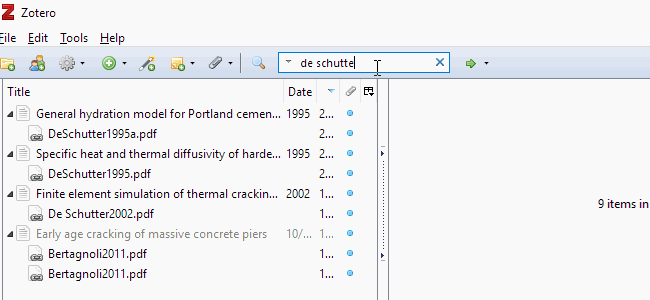 Zotero
File Edit Tools Help
de schutte
Title Date
General hydration model for Portland cemen... 1995 2...
DeSchutter1995a.pdf 2...
Specific heat and thermal diffusivity of harde... 1995 2...
DeSchutter1995.pdf 2...
Finite element simulation of thermal crackin... 2002 1...
De Schutter2002.pdf 1...
Early age cracking of massive concrete piers 10/... 1...
Bertagnoli2011.pdf 1...
Bertagnoli2011.pdf 1...
9 items in